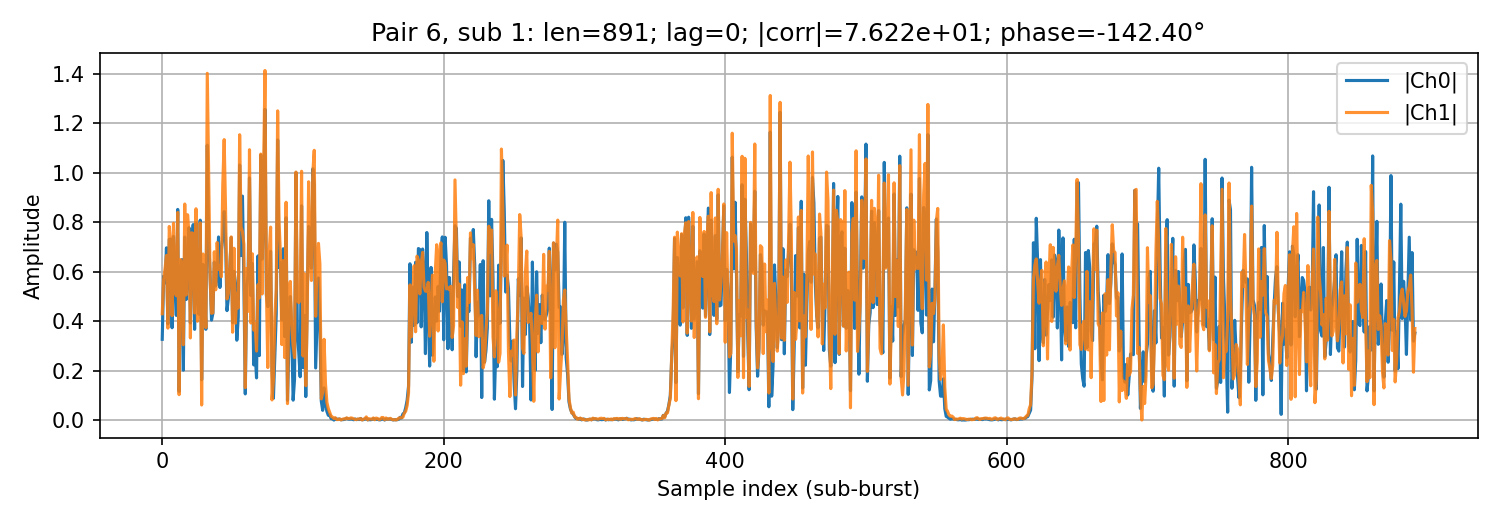 Pair 6, sub 1: len=891; lag=0; |corr|=7.622e+01; phase=-142.40°
1.4
1.2
1.0
0.8
0.6
0.4
0.2
0.0
Amplitude
|Ch0|
|Ch1|
0 200 400 600 800
Sample index (sub-burst)